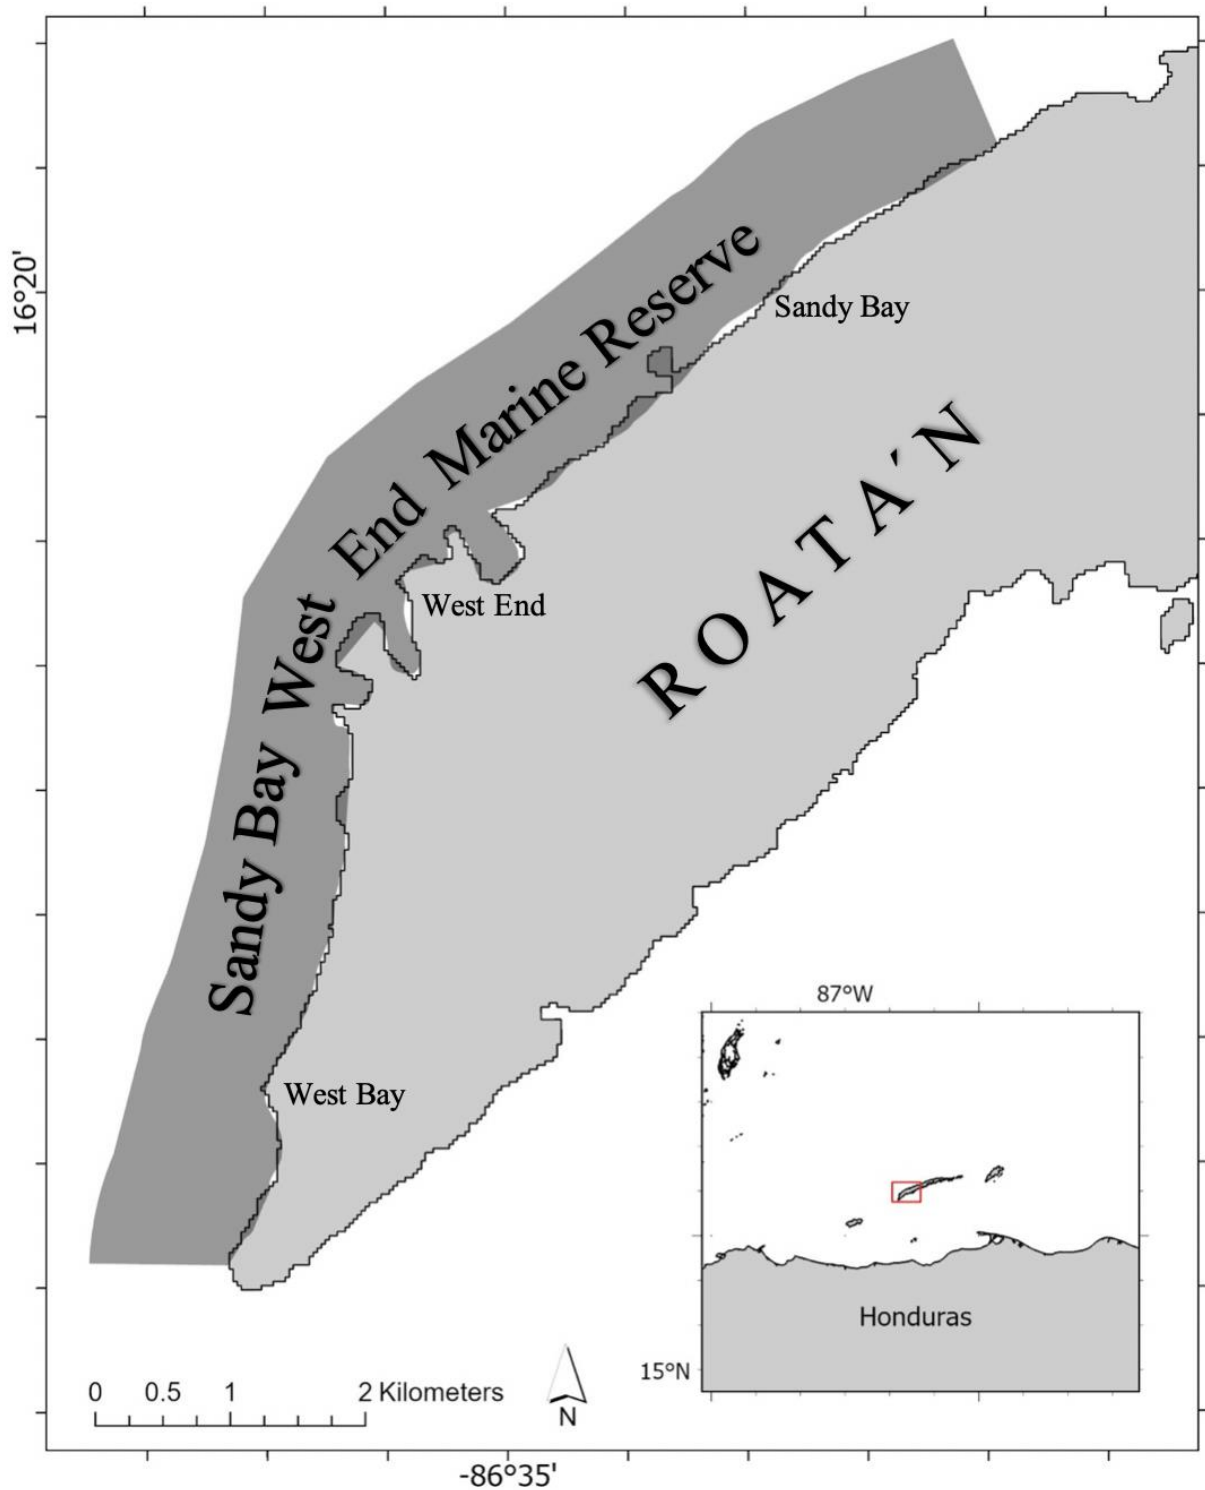 16°20'
Sandy Bay West End Marine Reserve
Sandy Bay
ROATA´N
West End
West Bay
87°W
Honduras
15°N
0 0.5 1 2 Kilometers
N
-86°35'